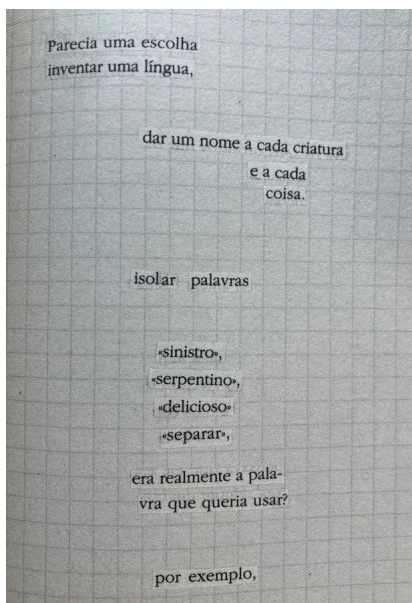 Parecia uma escolha
inventar uma língua,
dar um nome a cada criatura
e a cada
coisa.
isolar palavras
«sinistro»,
«serpentino»,
«delicioso»
«separar»,
era realmente a pala-
vra que queria usar?
por exemplo,